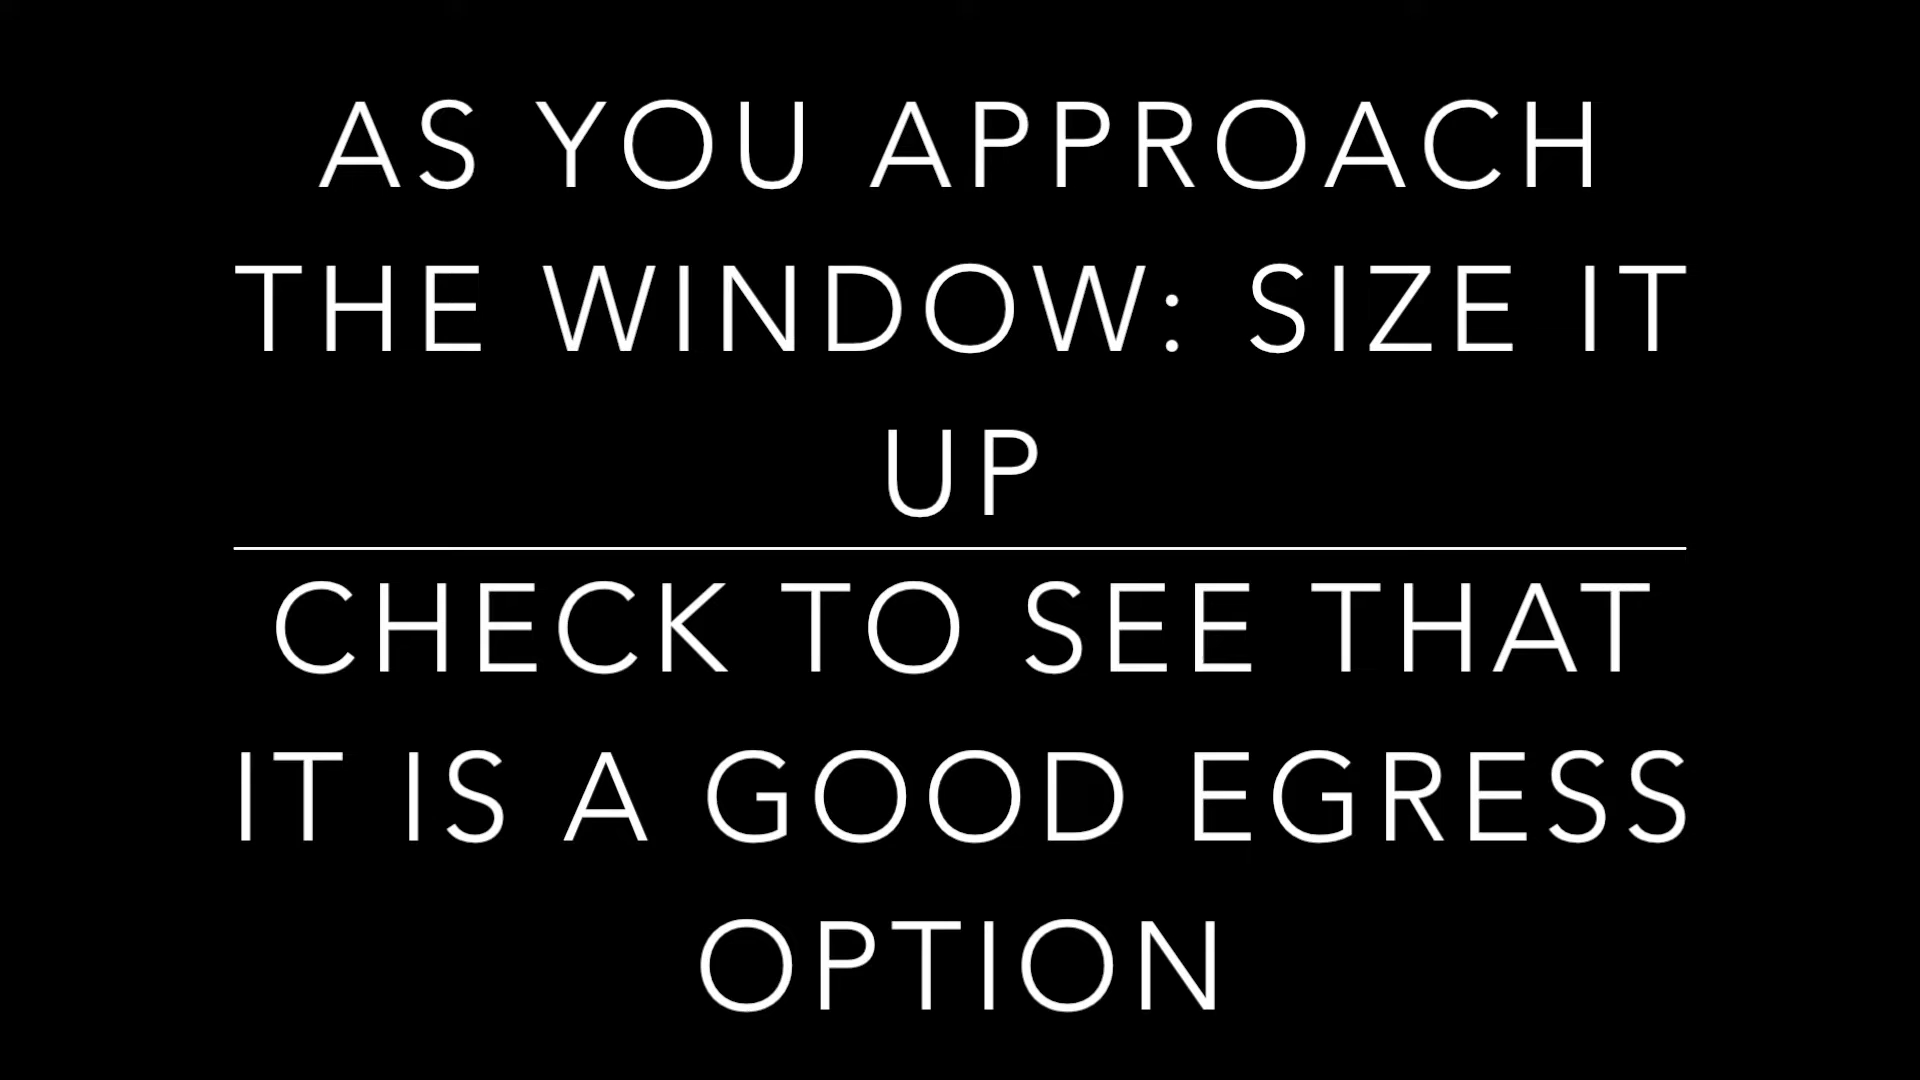 AS YOU APPROACH
THE WINDOW: SIZE IT
UP
CHECK TO SEE THAT
IT IS A GOOD EGRESS
OPTION